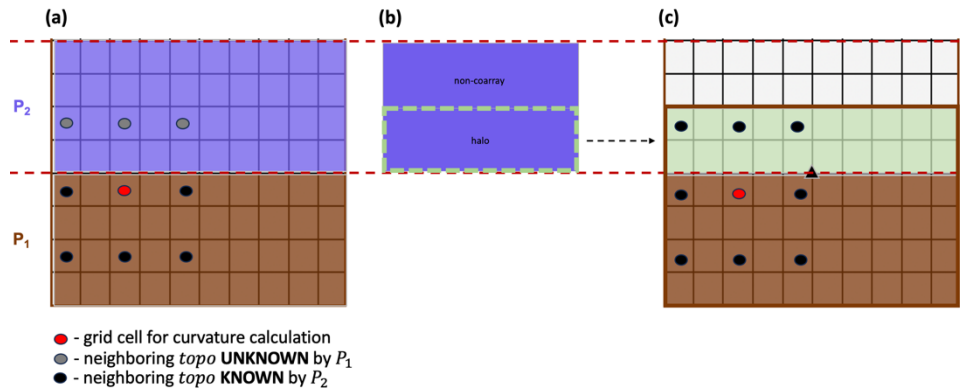 (a)
(b)
(c)
P₂
non-coarray
halo
P₁
- grid cell for curvature calculation
- neighboring topo UNKNOWN by P₁
- neighboring topo KNOWN by P₂